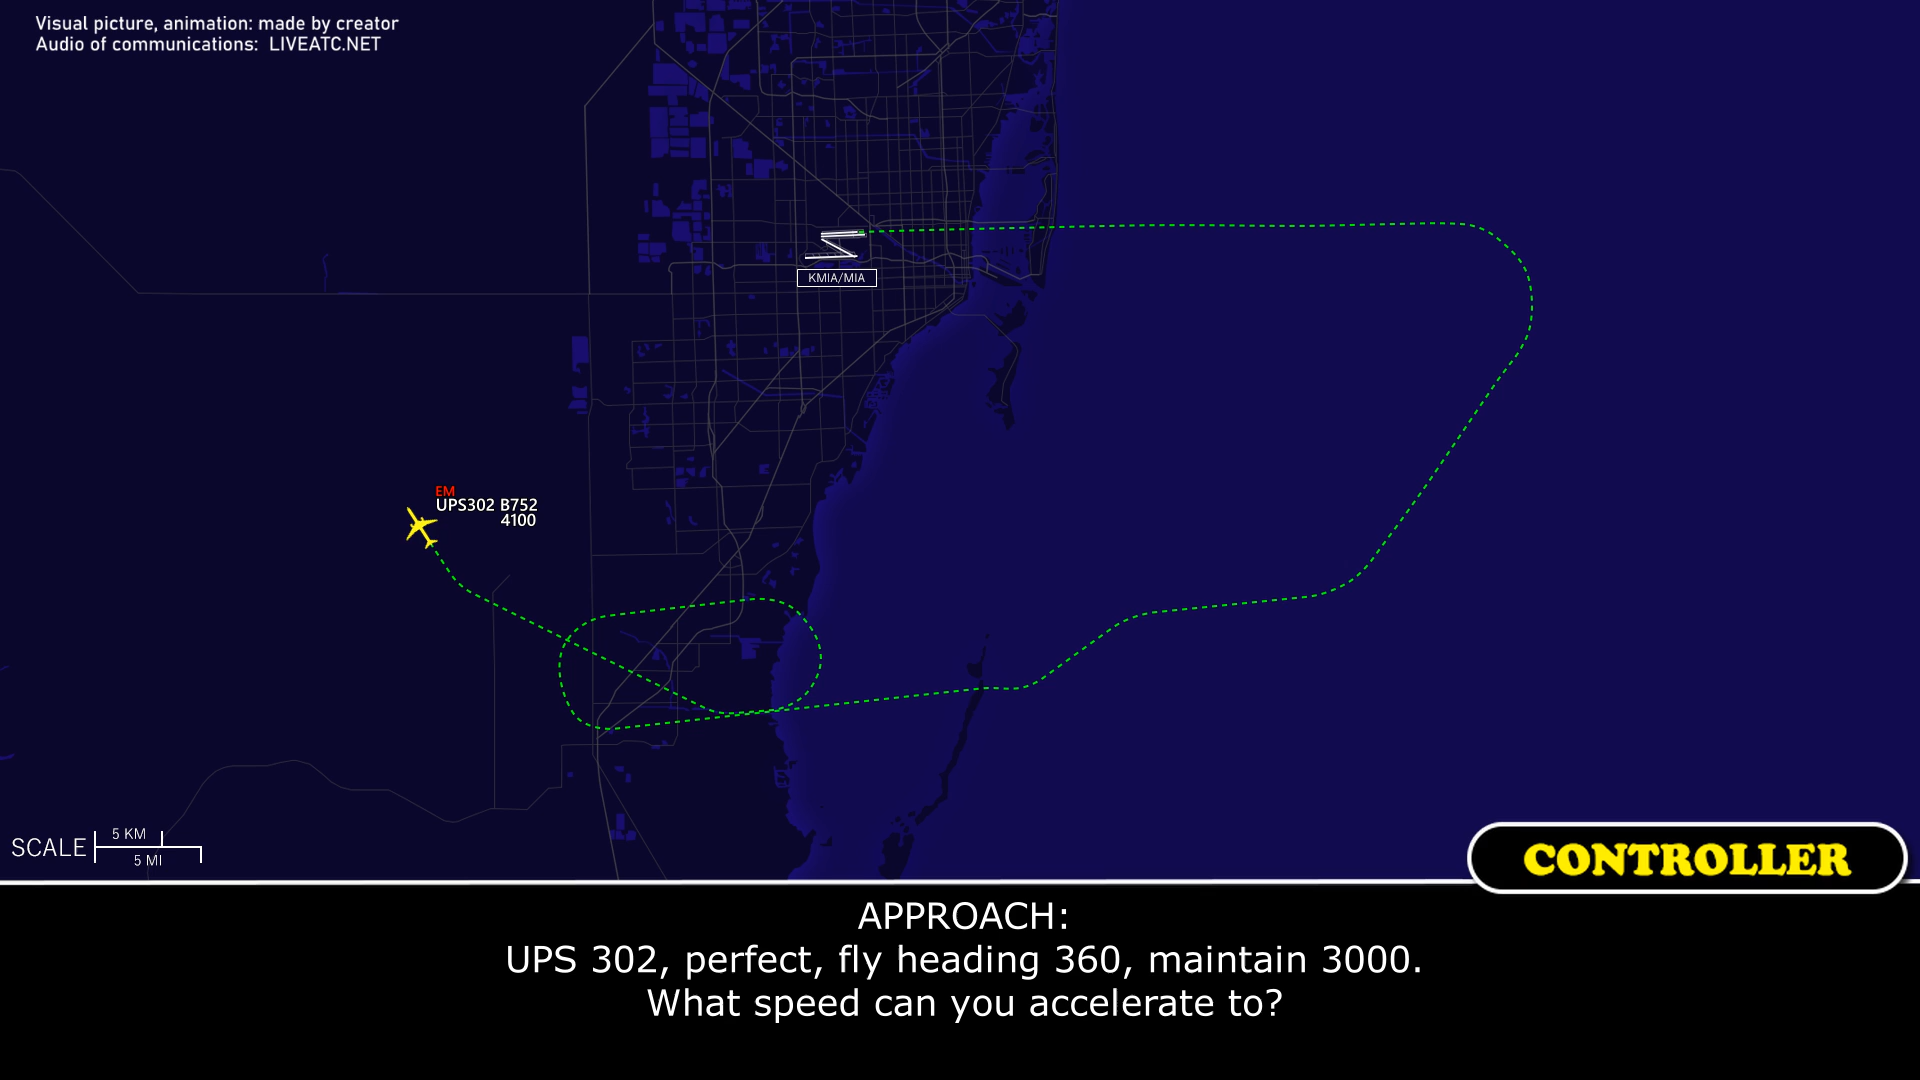 Visual picture, animation: made by creator
Audio of communications: LIVEATC.NET
KMIA/MIA
EM
UPS302 B752
4100
5 KM
SCALE
5 MI
CONTROLLER
APPROACH:
UPS 302, perfect, fly heading 360, maintain 3000.
What speed can you accelerate to?